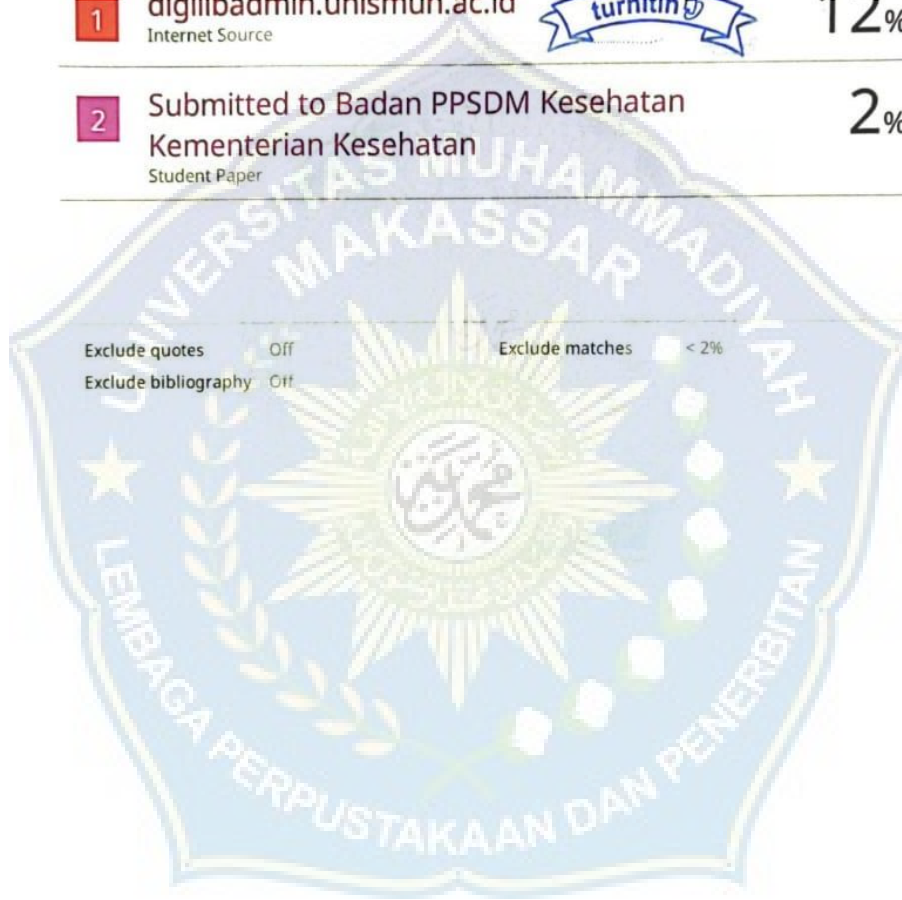 1
digilibadmin.unismuh.ac.id
Internet Source
turnitin
12%
2
Submitted to Badan PPSDM Kesehatan
Kementerian Kesehatan
Student Paper
2%
UNIVERSITAS MUHAMMADIYAH
MAKASSAR
Exclude quotes Off
Exclude matches < 2%
Exclude bibliography Off
LEMBAGA PERPUSTAKAAN DAN PENERBITAN